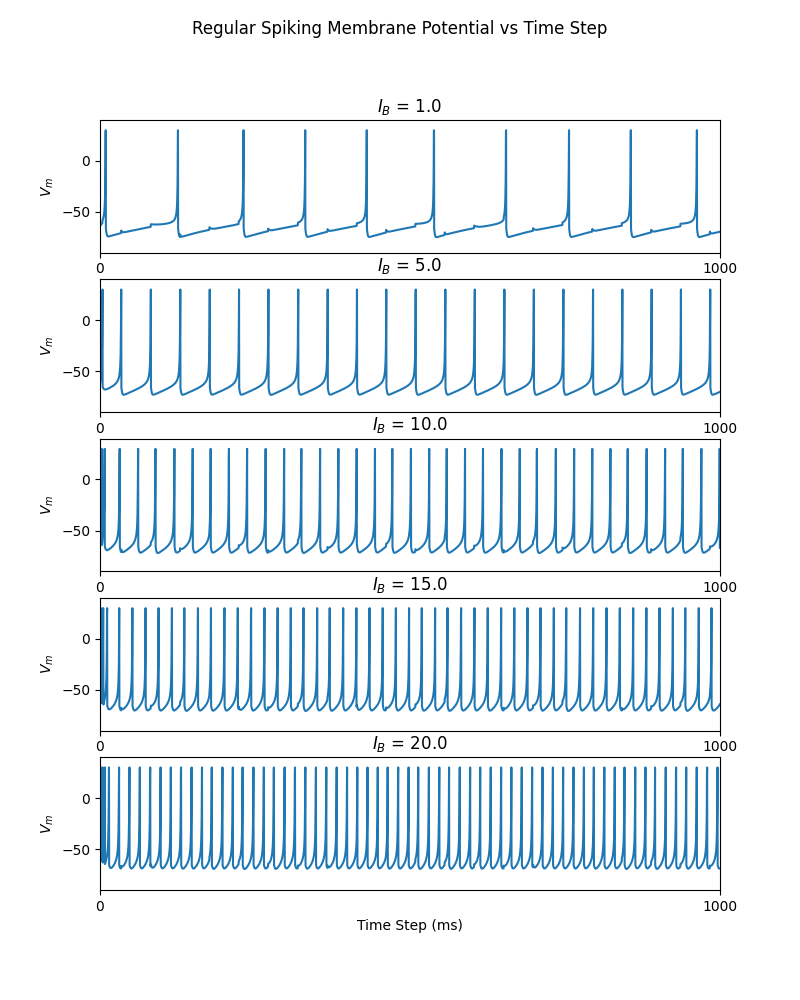 Regular Spiking Membrane Potential vs Time Step
I_B = 1.0
0
−50
V_m
0 1000
I_B = 5.0
0
−50
V_m
0 1000
I_B = 10.0
0
−50
V_m
0 1000
I_B = 15.0
0
−50
V_m
0 1000
I_B = 20.0
0
−50
V_m
0 1000
Time Step (ms)